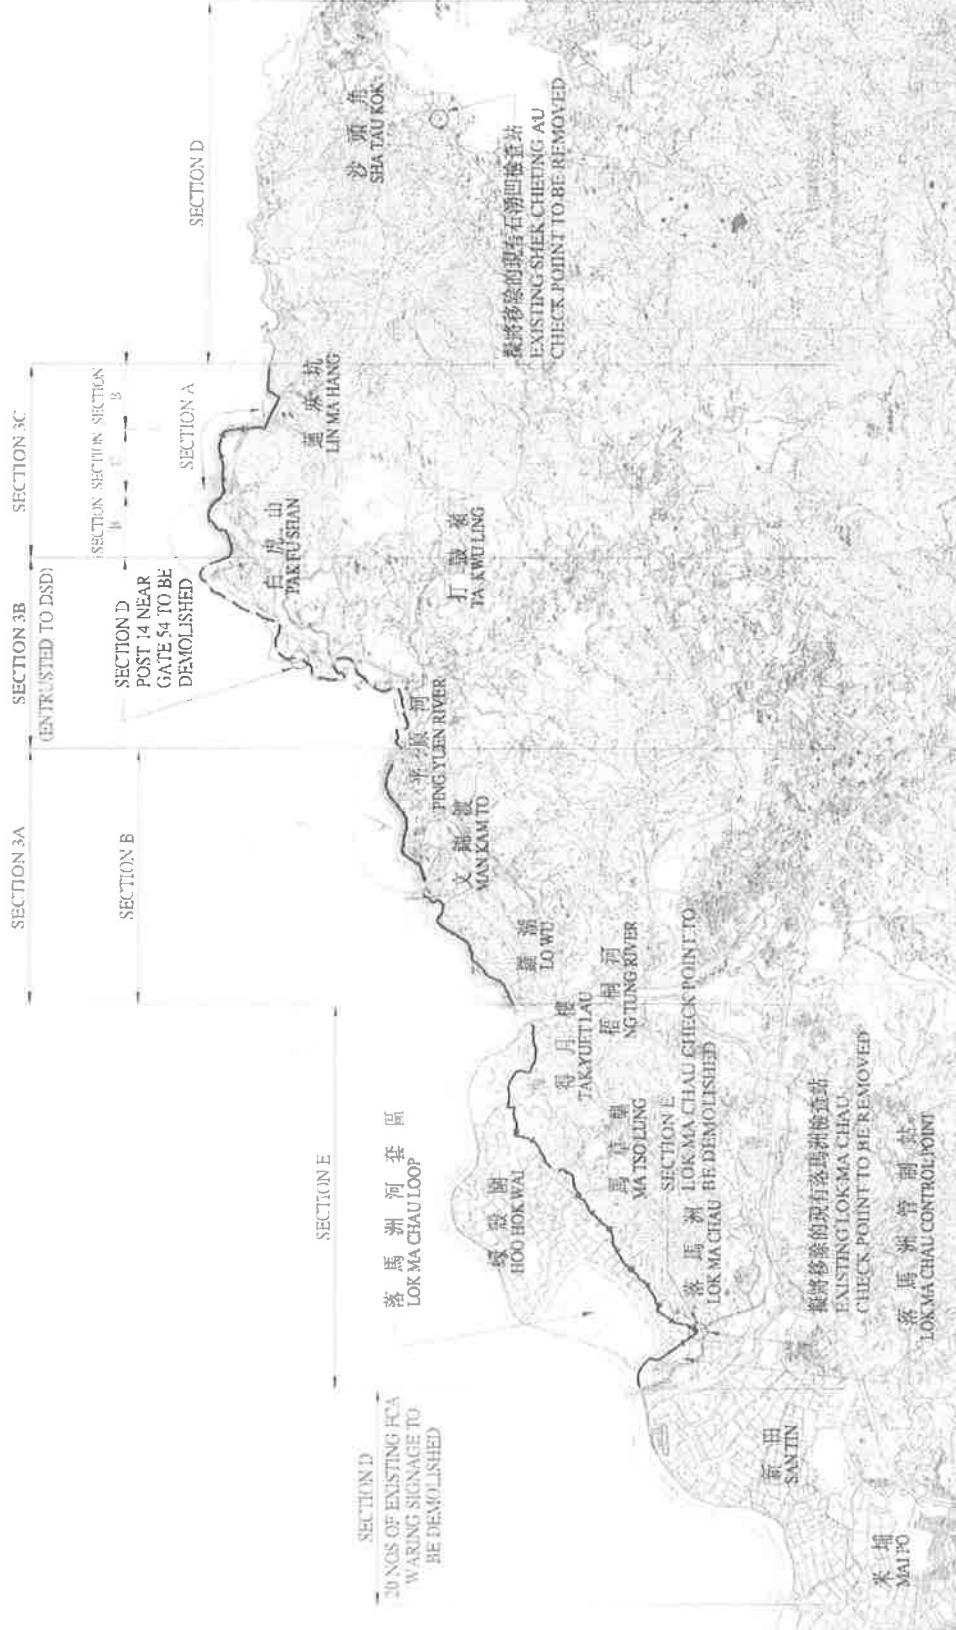 SECTION 3A
SECTION 3B
(ENTRUSTED TO DSD)
SECTION 3C
SECTION B
SECTION D
POST 14 NEAR
GATE 54 TO BE
DEMOLISHED
SECTION SECTION SECTION
SECTION A
SECTION D
SECTION E
SECTION D
20 NOS OF EXISTING FCA
WARING SIGNAGE TO
BE DEMOLISHED
落馬洲河套區
LOK MA CHAU LOOP
HOO HOK WAI
得月樓
TAK YUET LAU
羅湖
LO WU
梧桐河
NG TUNG RIVER
文錦渡
MAN KAM TO
平原河
PING YUEN RIVER
白虎山
PAK FU SHAN
蓮麻坑
LIN MA HANG
打鼓嶺
TA KWU LING
沙頭角
SHA TAU KOK
擬將移除的現有石涌凹檢查站
EXISTING SHEK CHEUNG AU
CHECK POIINT TO BE REMOVED
馬草壟
MA TSO LUNG
SECTION E
LOK MA CHAU CHECK POINT TO
BE DEMOLISHED
落馬洲
LOK MA CHAU
擬將移除的現有落馬洲檢查站
EXISTING LOK MA CHAU
CHECK POIINT TO BE REMOVED
落馬洲管制站
LOK MA CHAU CONTROL POINT
新田
SAN TIN
米埔
MAI PO